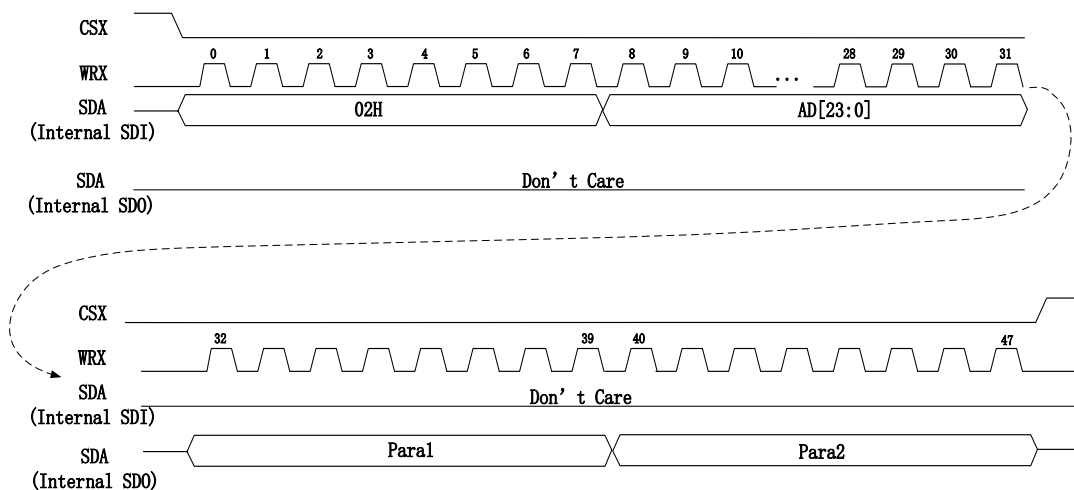 CSX
0 1 2 3 4 5 6 7 8 9 10 28 29 30 31
WRX ...
SDA
(Internal SDI)
02H AD[23:0]
SDA
(Internal SDO)
Don't Care
CSX
32 39 40 47
WRX
SDA
(Internal SDI)
Don't Care
SDA
(Internal SDO)
Para1 Para2